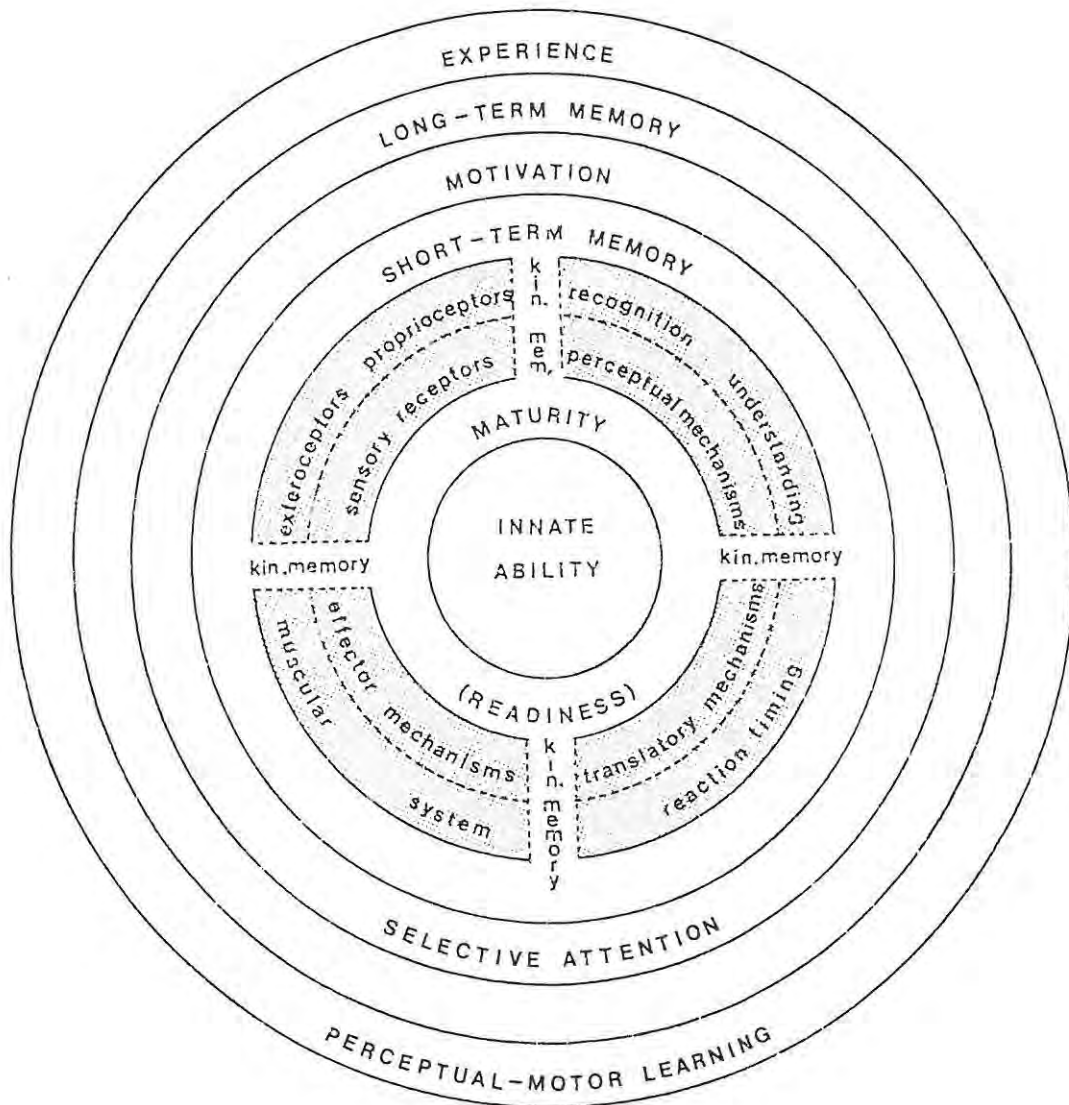 EXPERIENCE
LONG-TERM MEMORY
MOTIVATION
SHORT-TERM MEMORY
exteroceptors proprioceptors
sensory receptors
kin. mem.
recognition understanding
perceptual mechanisms
MATURITY
INNATE
ABILITY
(READINESS)
kin.memory
kin.memory
effector mechanisms
muscular system
kin. memory
translatory mechanisms
reaction timing
SELECTIVE ATTENTION
PERCEPTUAL-MOTOR LEARNING